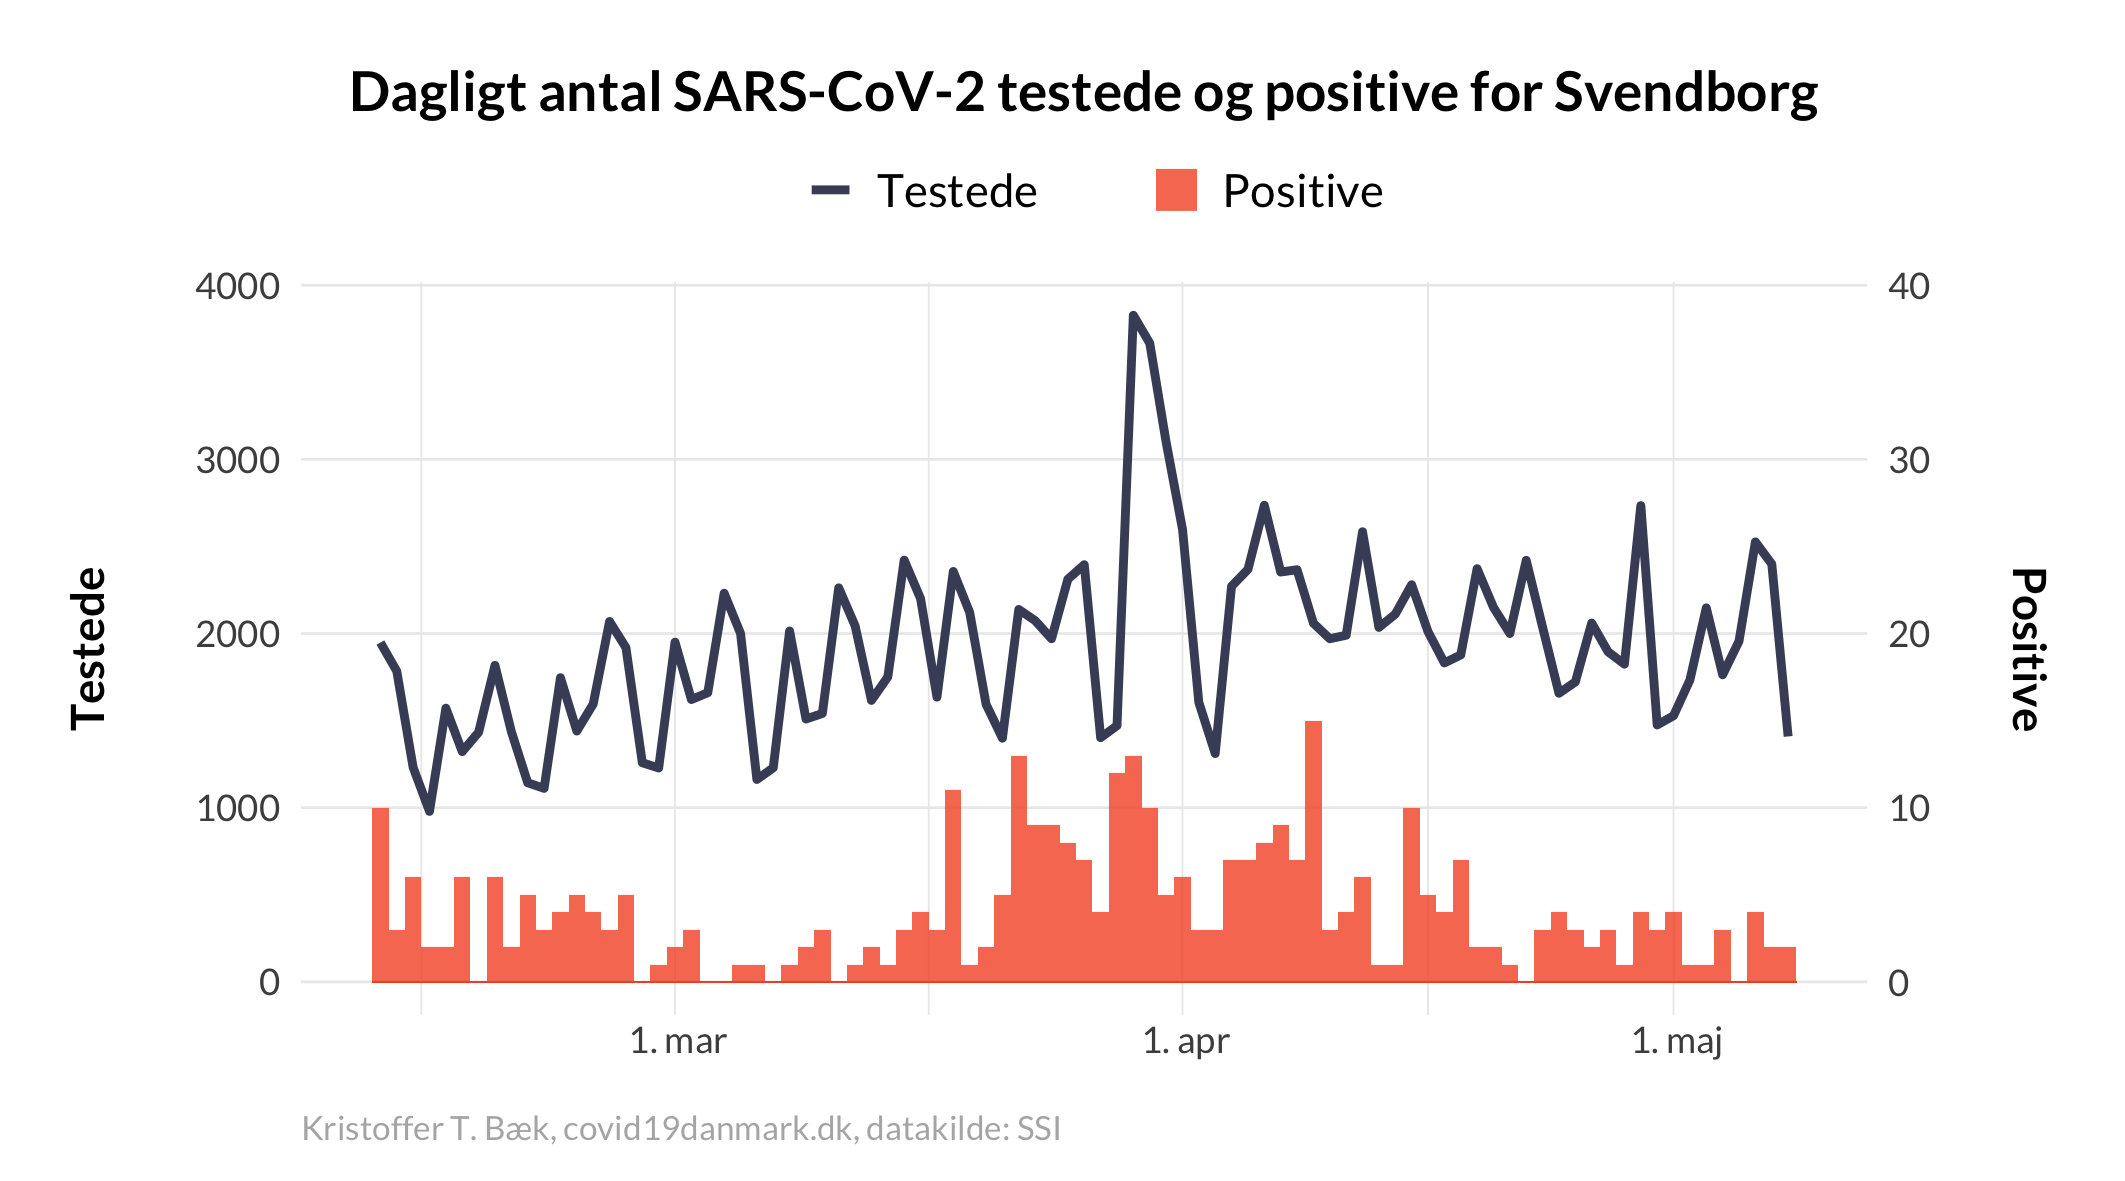 Dagligt antal SARS-CoV-2 testede og positive for Svendborg
Testede
Positive
4000
3000
2000
1000
0
40
30
20
10
0
Testede
Positive
1. mar
1. apr
1. maj
Kristoffer T. Bæk, covid19danmark.dk, datakilde: SSI